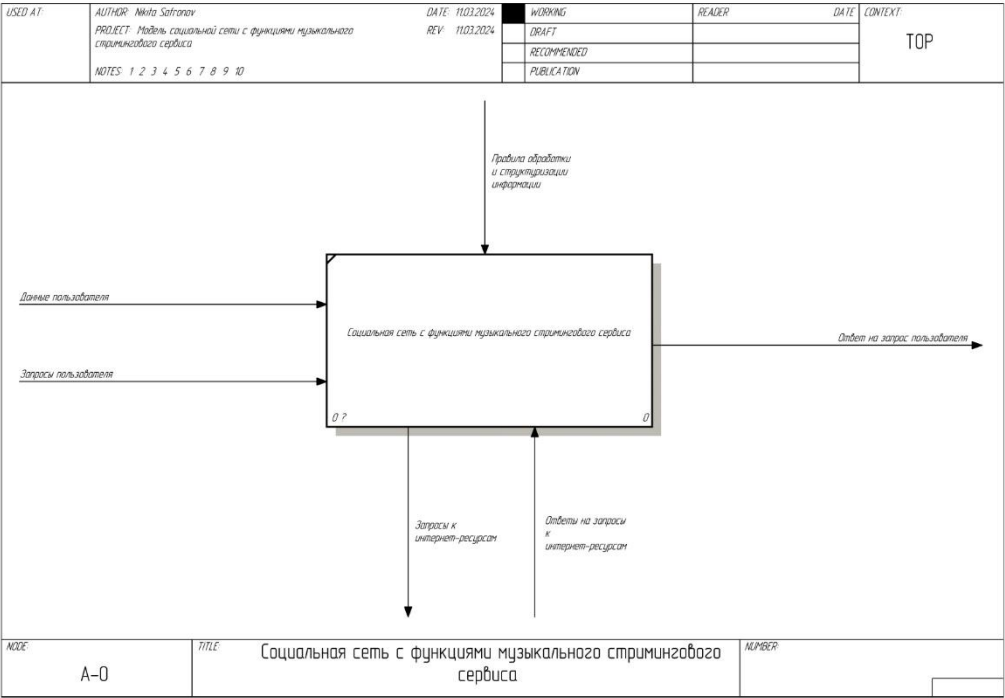 USED AT:
AUTHOR: Nikita Safronov
DATE: 11.03.2024
PROJECT: Модель социальной сети с функциями музыкального
стримингового сервиса
REV: 11.03.2024
NOTES: 1 2 3 4 5 6 7 8 9 10
WORKING
DRAFT
RECOMMENDED
PUBLICATION
READER
DATE
CONTEXT:
TOP
Правила обработки
и структуризации
информации
Данные пользователя
Социальная сеть с функциями музыкального стримингового сервиса
Ответ на запрос пользователя
Запросы пользователя
0 ?
0
Запросы к
интернет-ресурсам
Ответы на запросы
к
интернет-ресурсам
NODE:
A-0
TITLE:
Социальная сеть с функциями музыкального стримингового
сервиса
NUMBER: